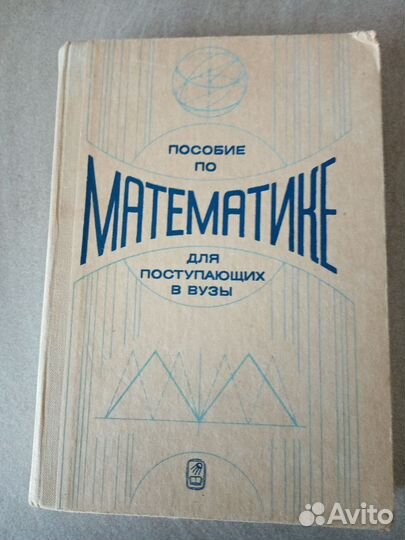 ПОСОБИЕ
ПО
МАТЕМАТИКЕ
ДЛЯ
ПОСТУПАЮЩИХ
В ВУЗЫ
Avito